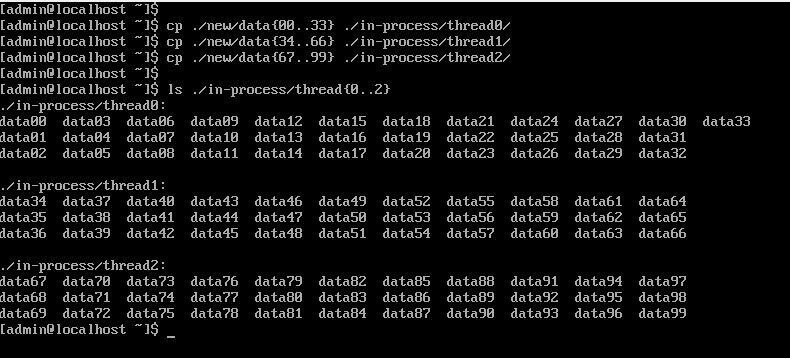 [admin@localhost ~]$
[admin@localhost ~]$ cp ./new/data{00..33} ./in-process/thread0/
[admin@localhost ~]$ cp ./new/data{34..66} ./in-process/thread1/
[admin@localhost ~]$ cp ./new/data{67..99} ./in-process/thread2/
[admin@localhost ~]$
[admin@localhost ~]$ ls ./in-process/thread{0..2}
./in-process/thread0:
data00 data03 data06 data09 data12 data15 data18 data21 data24 data27 data30 data33
data01 data04 data07 data10 data13 data16 data19 data22 data25 data28 data31
data02 data05 data08 data11 data14 data17 data20 data23 data26 data29 data32
./in-process/thread1:
data34 data37 data40 data43 data46 data49 data52 data55 data58 data61 data64
data35 data38 data41 data44 data47 data50 data53 data56 data59 data62 data65
data36 data39 data42 data45 data48 data51 data54 data57 data60 data63 data66
./in-process/thread2:
data67 data70 data73 data76 data79 data82 data85 data88 data91 data94 data97
data68 data71 data74 data77 data80 data83 data86 data89 data92 data95 data98
data69 data72 data75 data78 data81 data84 data87 data90 data93 data96 data99
[admin@localhost ~]$ _